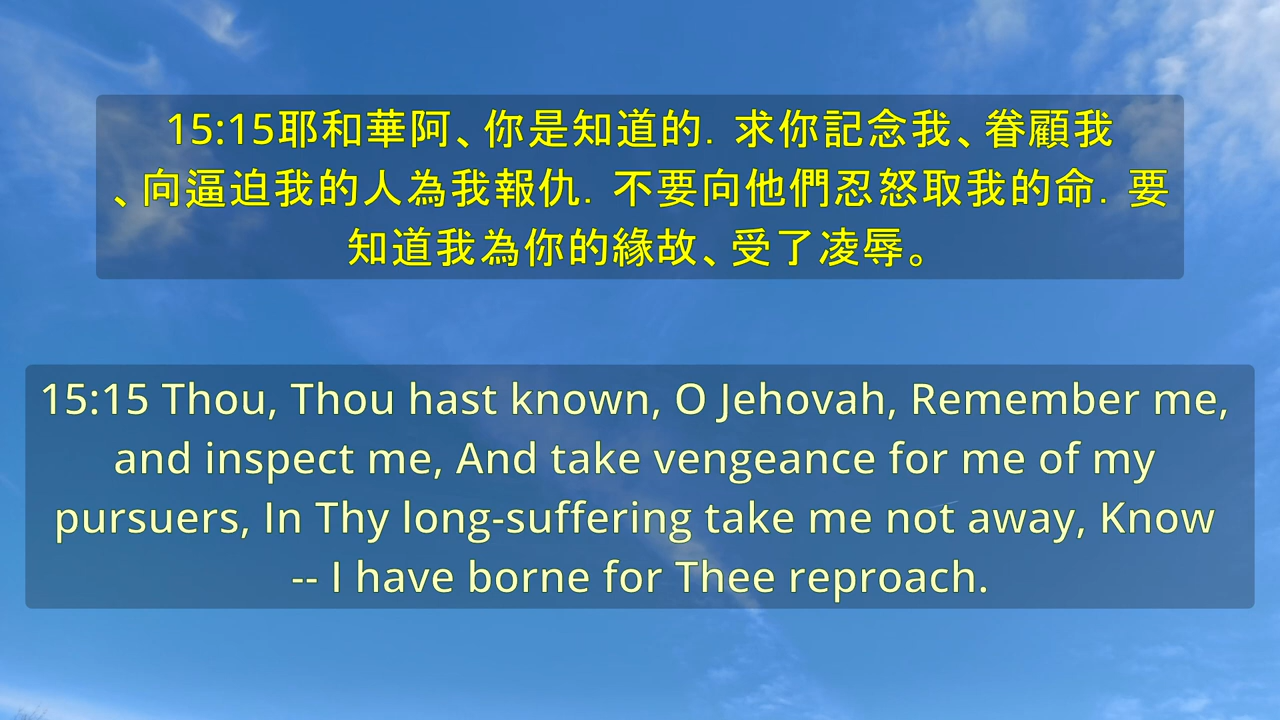 15:15耶和華阿、你是知道的．求你記念我、眷顧我
、向逼迫我的人為我報仇．不要向他們忍怒取我的命．要
知道我為你的緣故、受了凌辱。
15:15 Thou, Thou hast known, O Jehovah, Remember me,
and inspect me, And take vengeance for me of my
pursuers, In Thy long-suffering take me not away, Know
-- I have borne for Thee reproach.